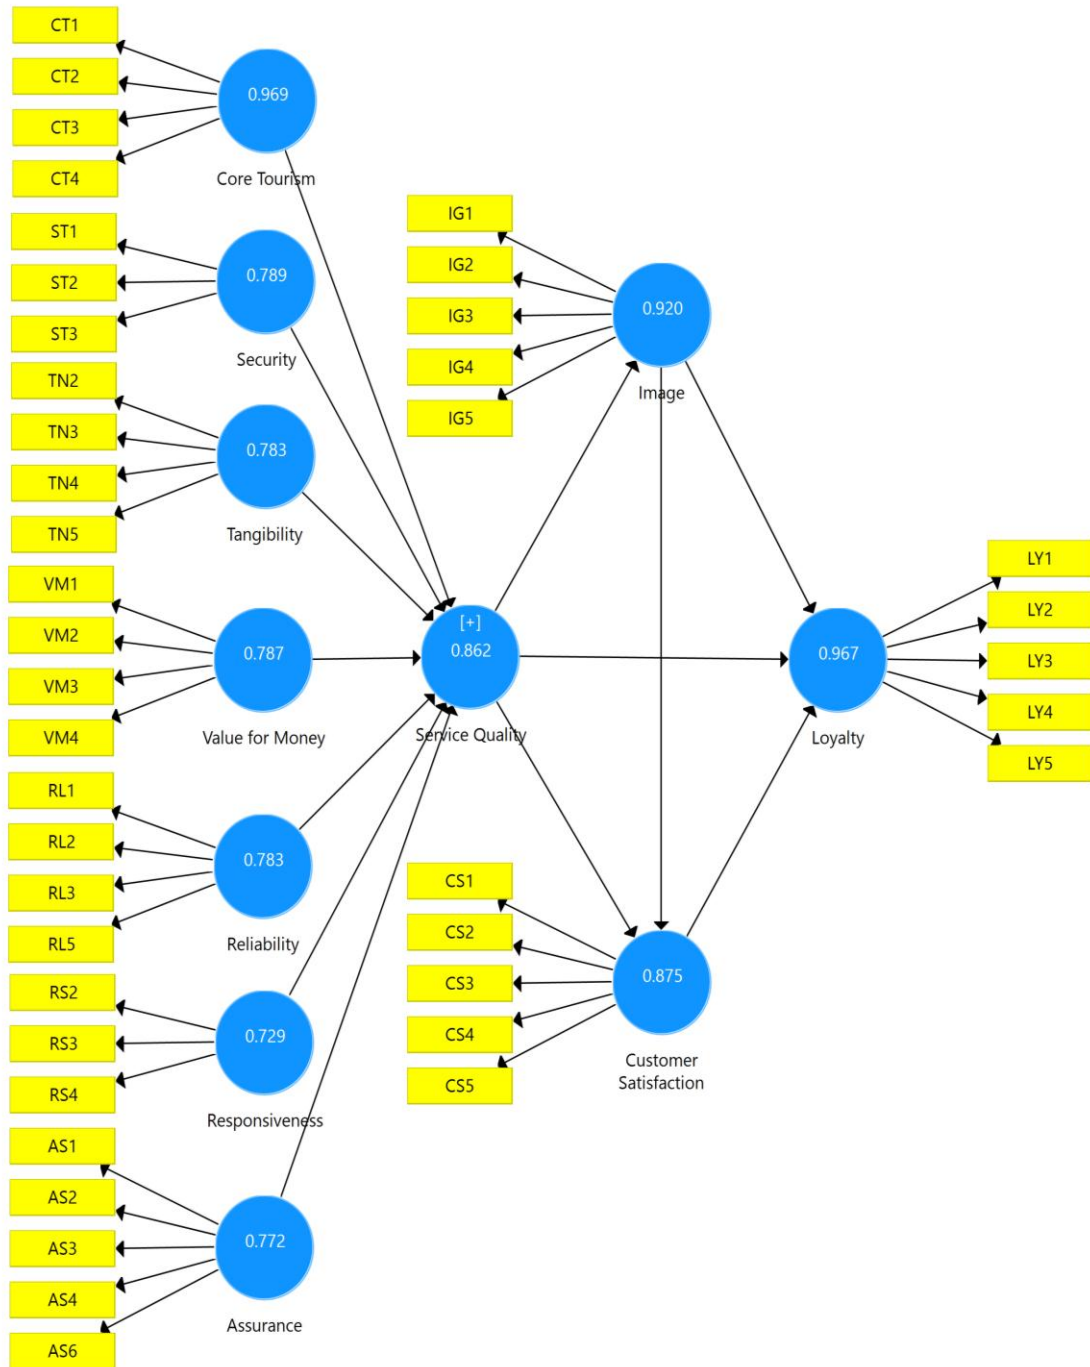 CT1
CT2
CT3
CT4
0.969
Core Tourism
ST1
ST2
ST3
0.789
Security
TN2
TN3
TN4
TN5
0.783
Tangibility
VM1
VM2
VM3
VM4
0.787
Value for Money
RL1
RL2
RL3
RL5
0.783
Reliability
RS2
RS3
RS4
0.729
Responsiveness
AS1
AS2
AS3
AS4
AS6
0.772
Assurance
[+]
0.862
Service Quality
IG1
IG2
IG3
IG4
IG5
0.920
Image
CS1
CS2
CS3
CS4
CS5
0.875
Customer
Satisfaction
0.967
Loyalty
LY1
LY2
LY3
LY4
LY5